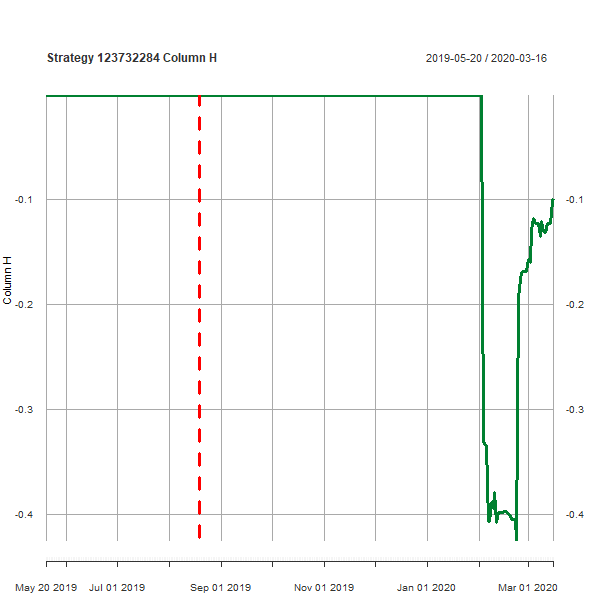 Strategy 123732284 Column H 2019-05-20 / 2020-03-16
-0.1 -0.1
-0.2 -0.2
-0.3 -0.3
-0.4 -0.4
Column H
May 20 2019 Jul 01 2019 Sep 01 2019 Nov 01 2019 Jan 01 2020 Mar 01 2020